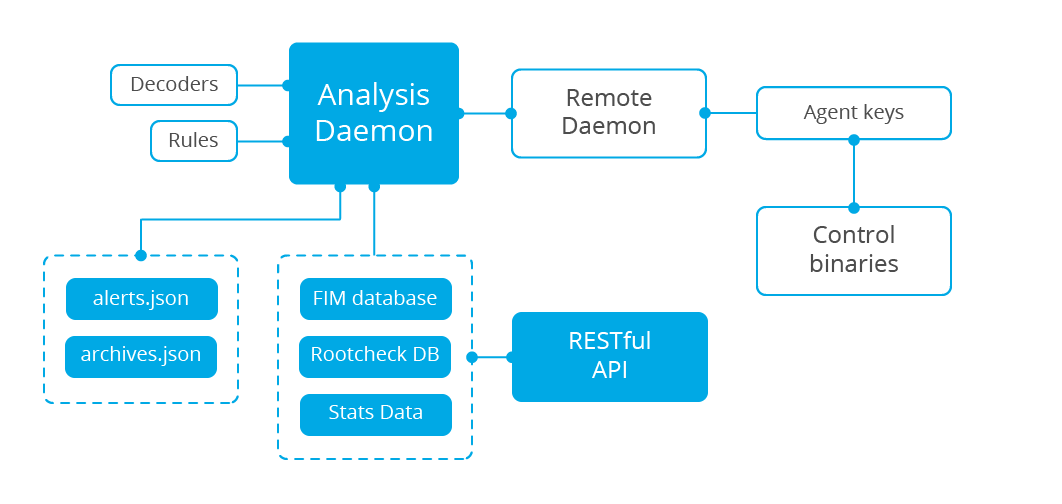 Decoders
Rules
Analysis
Daemon
Remote
Daemon
Agent keys
Control
binaries
alerts.json
archives.json
FIM database
Rootcheck DB
Stats Data
RESTful
API